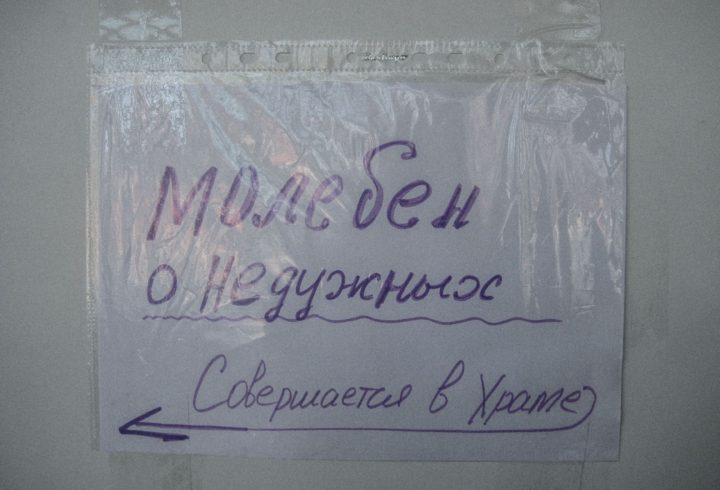 Молебен
о Недужных
Совершается в Храме